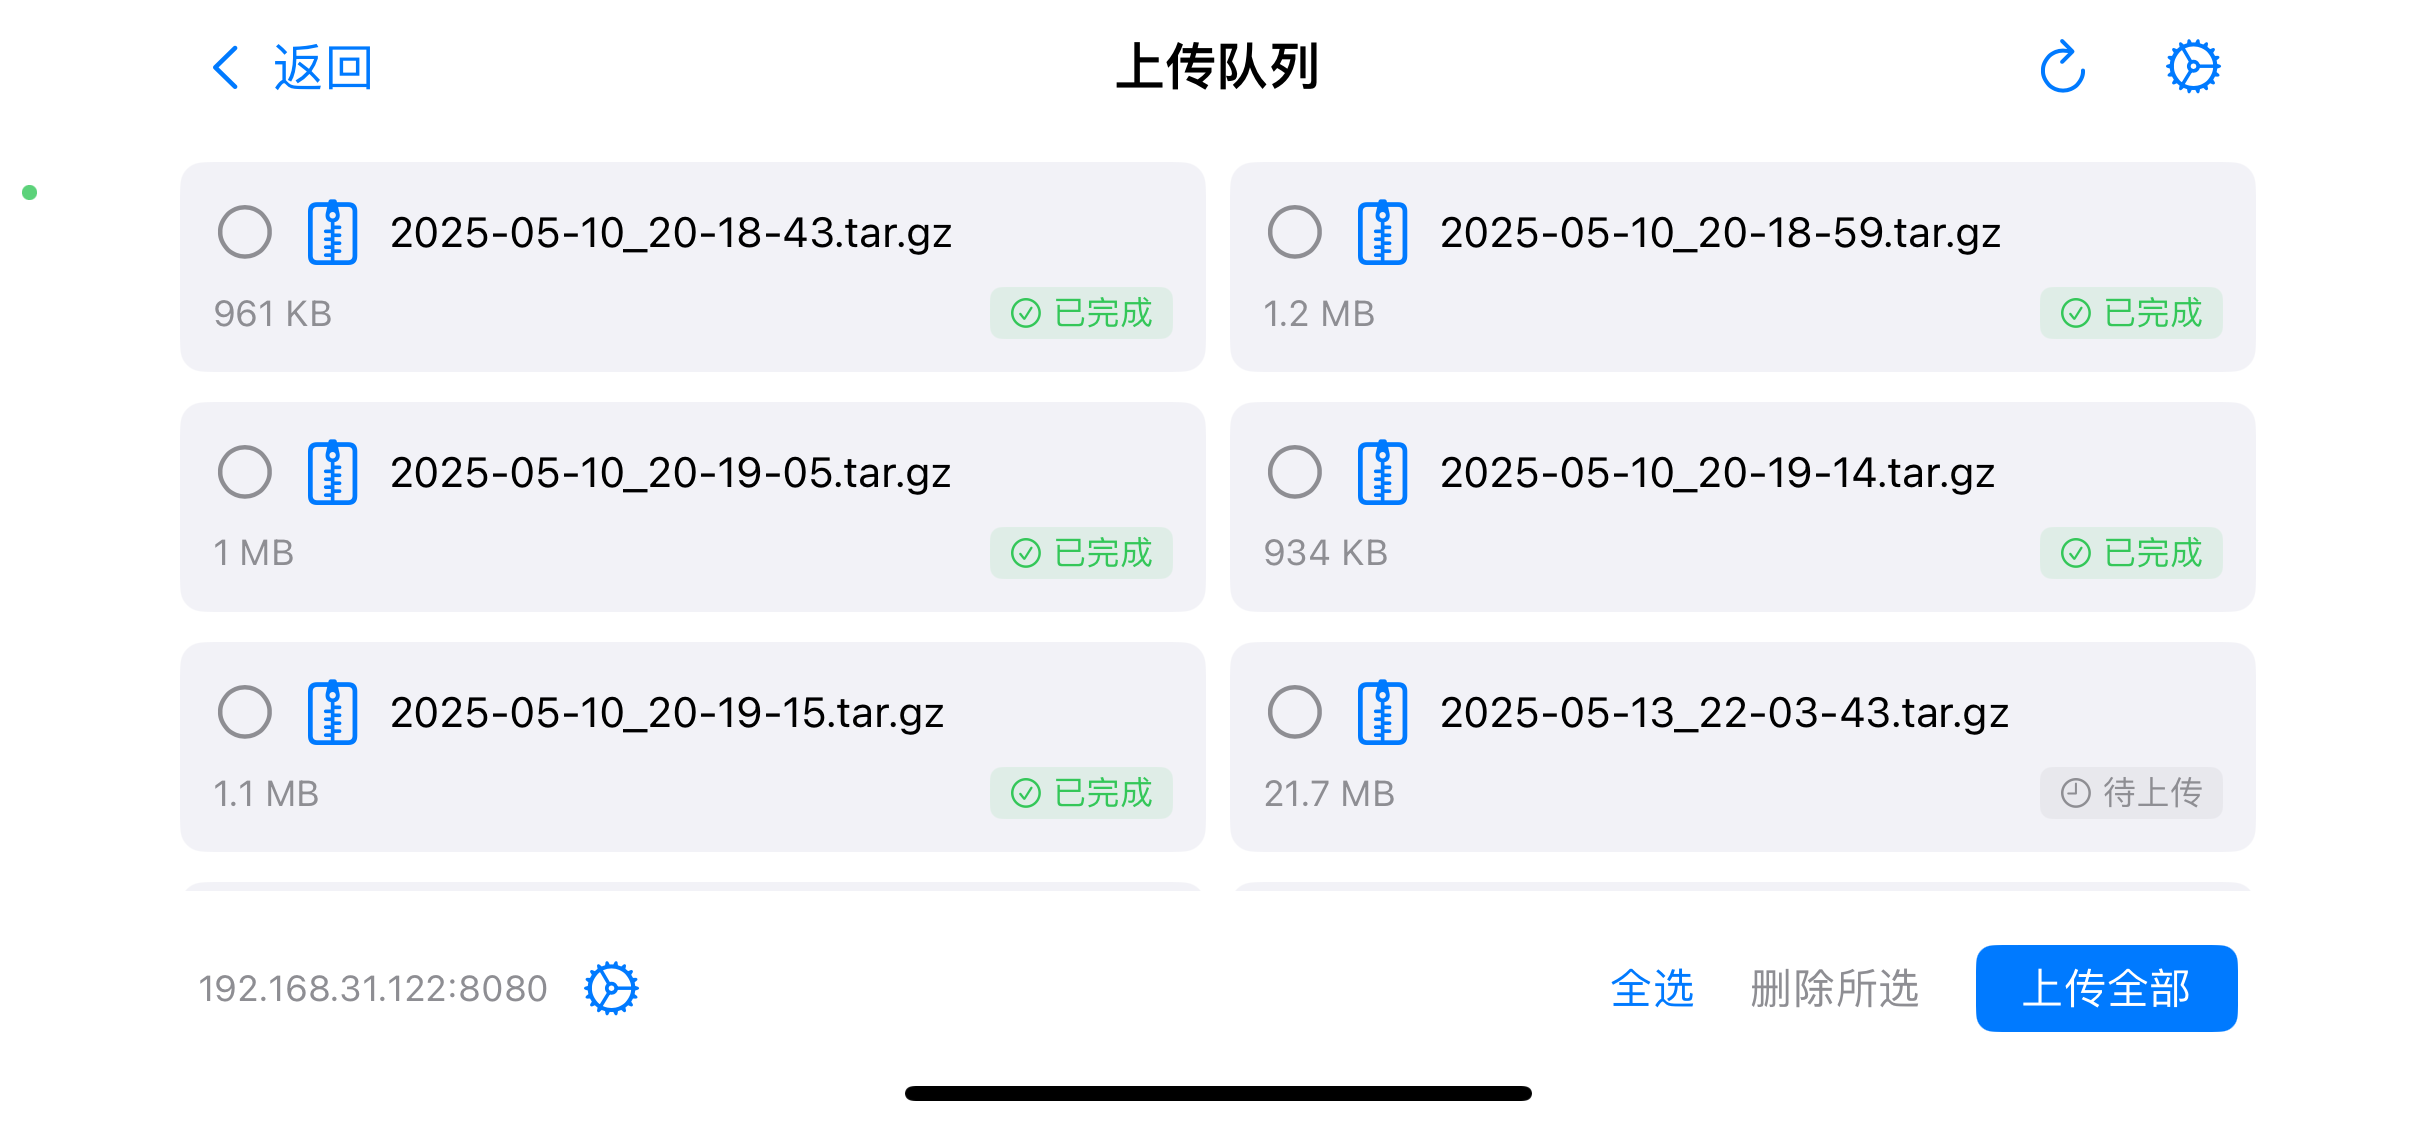 返回
上传队列
2025-05-10_20-18-43.tar.gz
961 KB
已完成
2025-05-10_20-18-59.tar.gz
1.2 MB
已完成
2025-05-10_20-19-05.tar.gz
1 MB
已完成
2025-05-10_20-19-14.tar.gz
934 KB
已完成
2025-05-10_20-19-15.tar.gz
1.1 MB
已完成
2025-05-13_22-03-43.tar.gz
21.7 MB
待上传
192.168.31.122:8080
全选
删除所选
上传全部